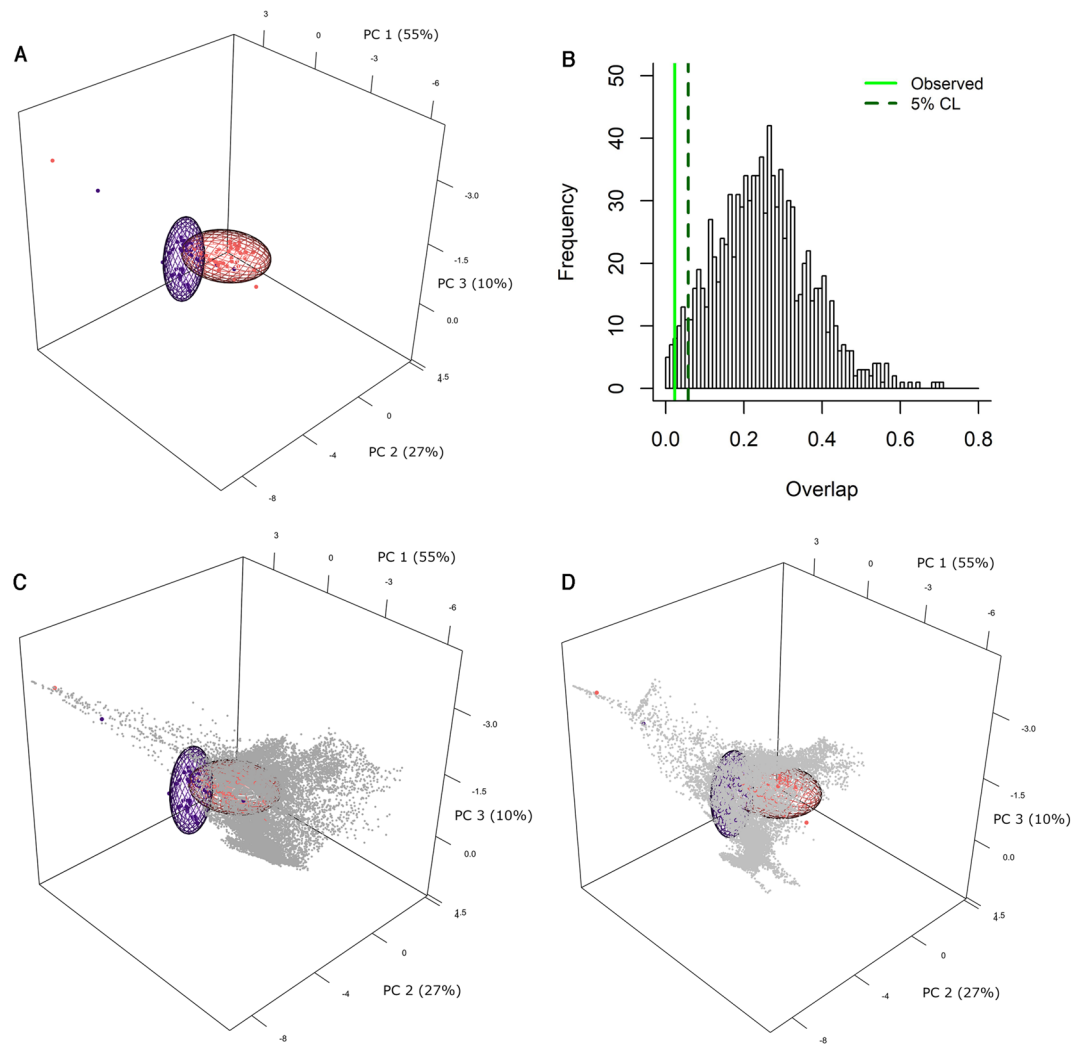 A
3
0
PC 1 (55%)
-3
-6
-3.0
-1.5
PC 3 (10%)
0.0
1.5
4
0
PC 2 (27%)
-4
-8
B
50
40
30
20
10
0
Frequency
Observed
5% CL
0.0
0.2
0.4
0.6
0.8
Overlap
C
3
0
PC 1 (55%)
-3
-6
-3.0
-1.5
PC 3 (10%)
0.0
1.5
4
0
PC 2 (27%)
-4
-8
D
3
0
PC 1 (55%)
-3
-6
-3.0
-1.5
PC 3 (10%)
0.0
1.5
4
0
PC 2 (27%)
-4
-8